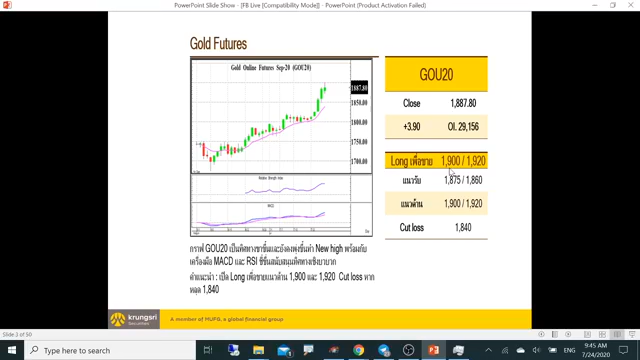 PowerPoint Slide Show - [FB Live [Compatibility Mode]] - PowerPoint (Product Activation Failed)
Gold Futures
Gold Online Futures Sep-20 (GOU20)
1887.80
1850.00
1800.00
1750.00
1700.00
Relative Strength Index
MACD
GOU20
Close 1,887.80
+3.90 OI. 29,156
Long เพื่อขาย 1,900 / 1,920
แนวรับ 1,875 / 1,860
แนวต้าน 1,900 / 1,920
Cut loss 1,840
กราฟ GOU20 เป็นทิศทางขาขึ้นและยังคงพุ่งขึ้นทำ New high พร้อมกับ
เครื่องมือ MACD และ RSI ชี้ขึ้นสนับสนุนทิศทางเชิงบวก
คำแนะนำ : เปิด Long เพื่อขายแนวต้าน 1,900 และ 1,920 Cut loss หาก
หลุด 1,840
krungsri
Securities
A member of MUFG, a global financial group
Slide 3 of 50
Type here to search
ENG
9:45 AM
7/24/2020